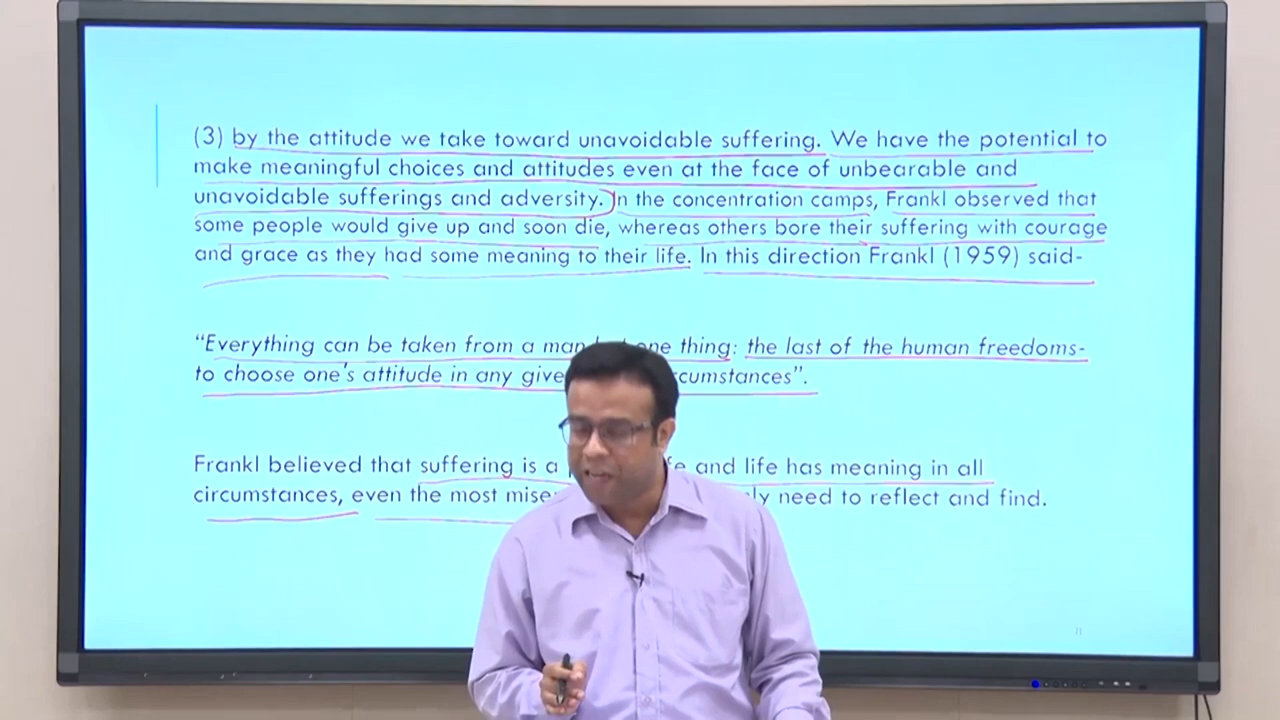 (3) by the attitude we take toward unavoidable suffering. We have the potential to
make meaningful choices and attitudes even at the face of unbearable and
unavoidable sufferings and adversity. In the concentration camps, Frankl observed that
some people would give up and soon die, whereas others bore their suffering with courage
and grace as they had some meaning to their life. In this direction Frankl (1959) said-
“Everything can be taken from a man one thing: the last of the human freedoms-
to choose one's attitude in any
Frankl believed that suffering is a and life has meaning in all
circumstances, even the most need to reflect and find.